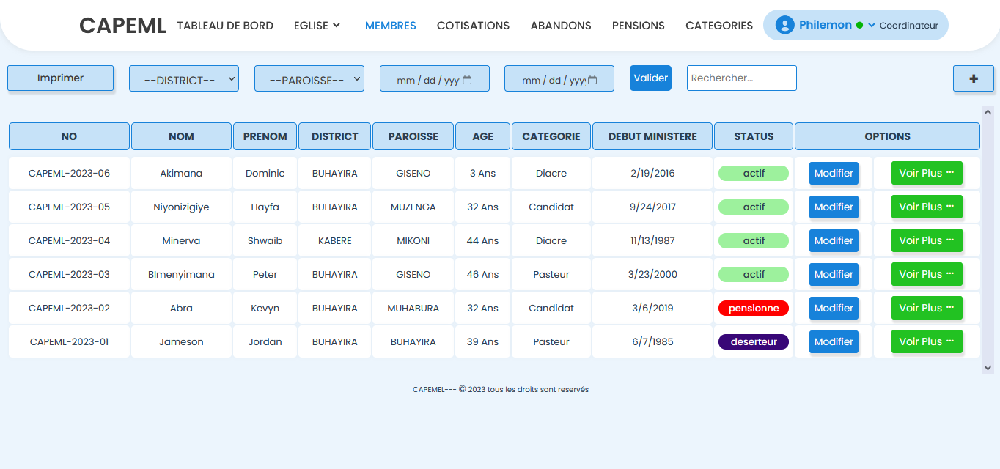 CAPEML TABLEAU DE BORD EGLISE MEMBRES COTISATIONS ABANDONS PENSIONS CATEGORIES Philemon Coordinateur
Imprimer --DISTRICT-- --PAROISSE-- mm / dd / yyyy mm / dd / yyyy Valider Rechercher... +
NO NOM PRENOM DISTRICT PAROISSE AGE CATEGORIE DEBUT MINISTERE STATUS OPTIONS
CAPEML-2023-06 Akimana Dominic BUHAYIRA GISENO 3 Ans Diacre 2/19/2016 actif Modifier Voir Plus ···
CAPEML-2023-05 Niyonizigiye Hayfa BUHAYIRA MUZENGA 32 Ans Candidat 9/24/2017 actif Modifier Voir Plus ···
CAPEML-2023-04 Minerva Shwaib KABERE MIKONI 44 Ans Diacre 11/13/1987 actif Modifier Voir Plus ···
CAPEML-2023-03 BImenyimana Peter BUHAYIRA GISENO 46 Ans Pasteur 3/23/2000 actif Modifier Voir Plus ···
CAPEML-2023-02 Abra Kevyn BUHAYIRA MUHABURA 32 Ans Candidat 3/6/2019 pensionne Modifier Voir Plus ···
CAPEML-2023-01 Jameson Jordan BUHAYIRA BUHAYIRA 39 Ans Pasteur 6/7/1985 deserteur Modifier Voir Plus ···
CAPEMEL--- © 2023 tous les droits sont reservés